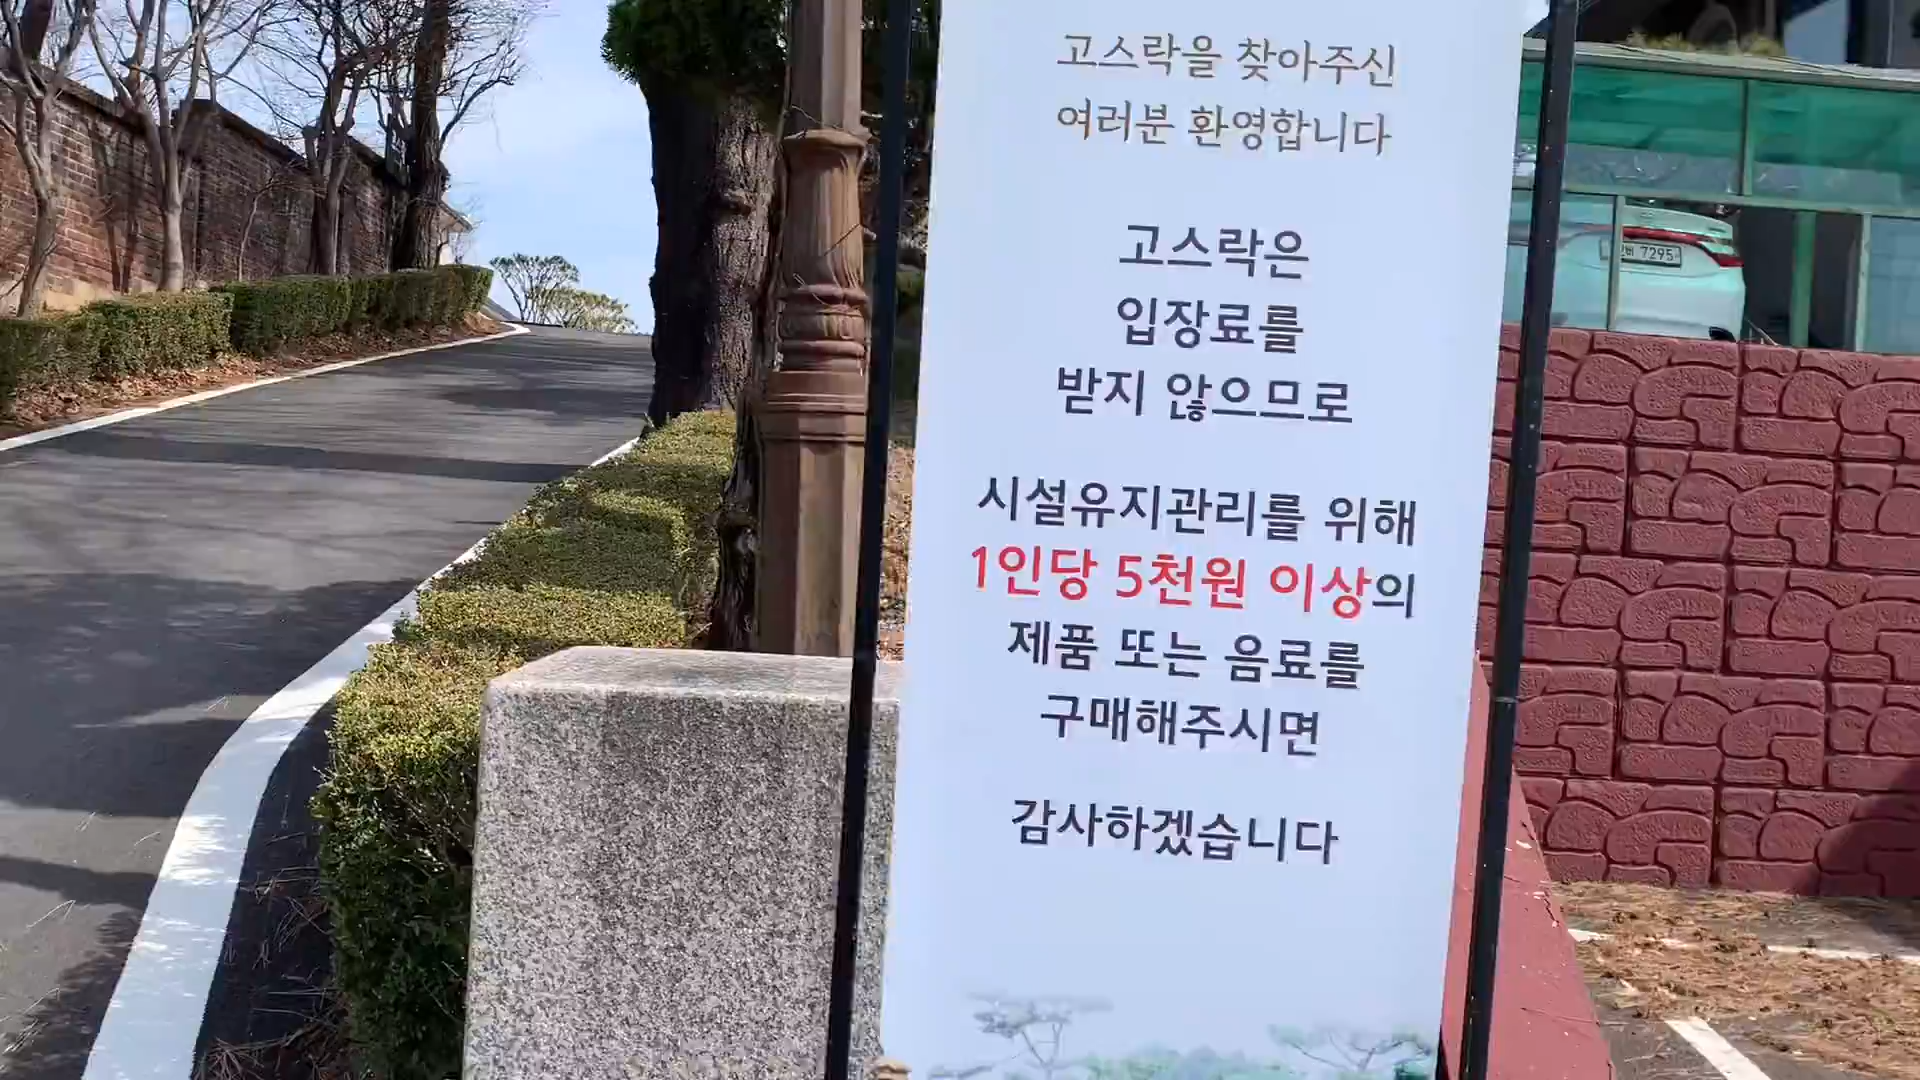 고스락을 찾아주신
여러분 환영합니다
고스락은
입장료를
받지 않으므로
시설유지관리를 위해
1인당 5천원 이상의
제품 또는 음료를
구매해주시면
감사하겠습니다
7295